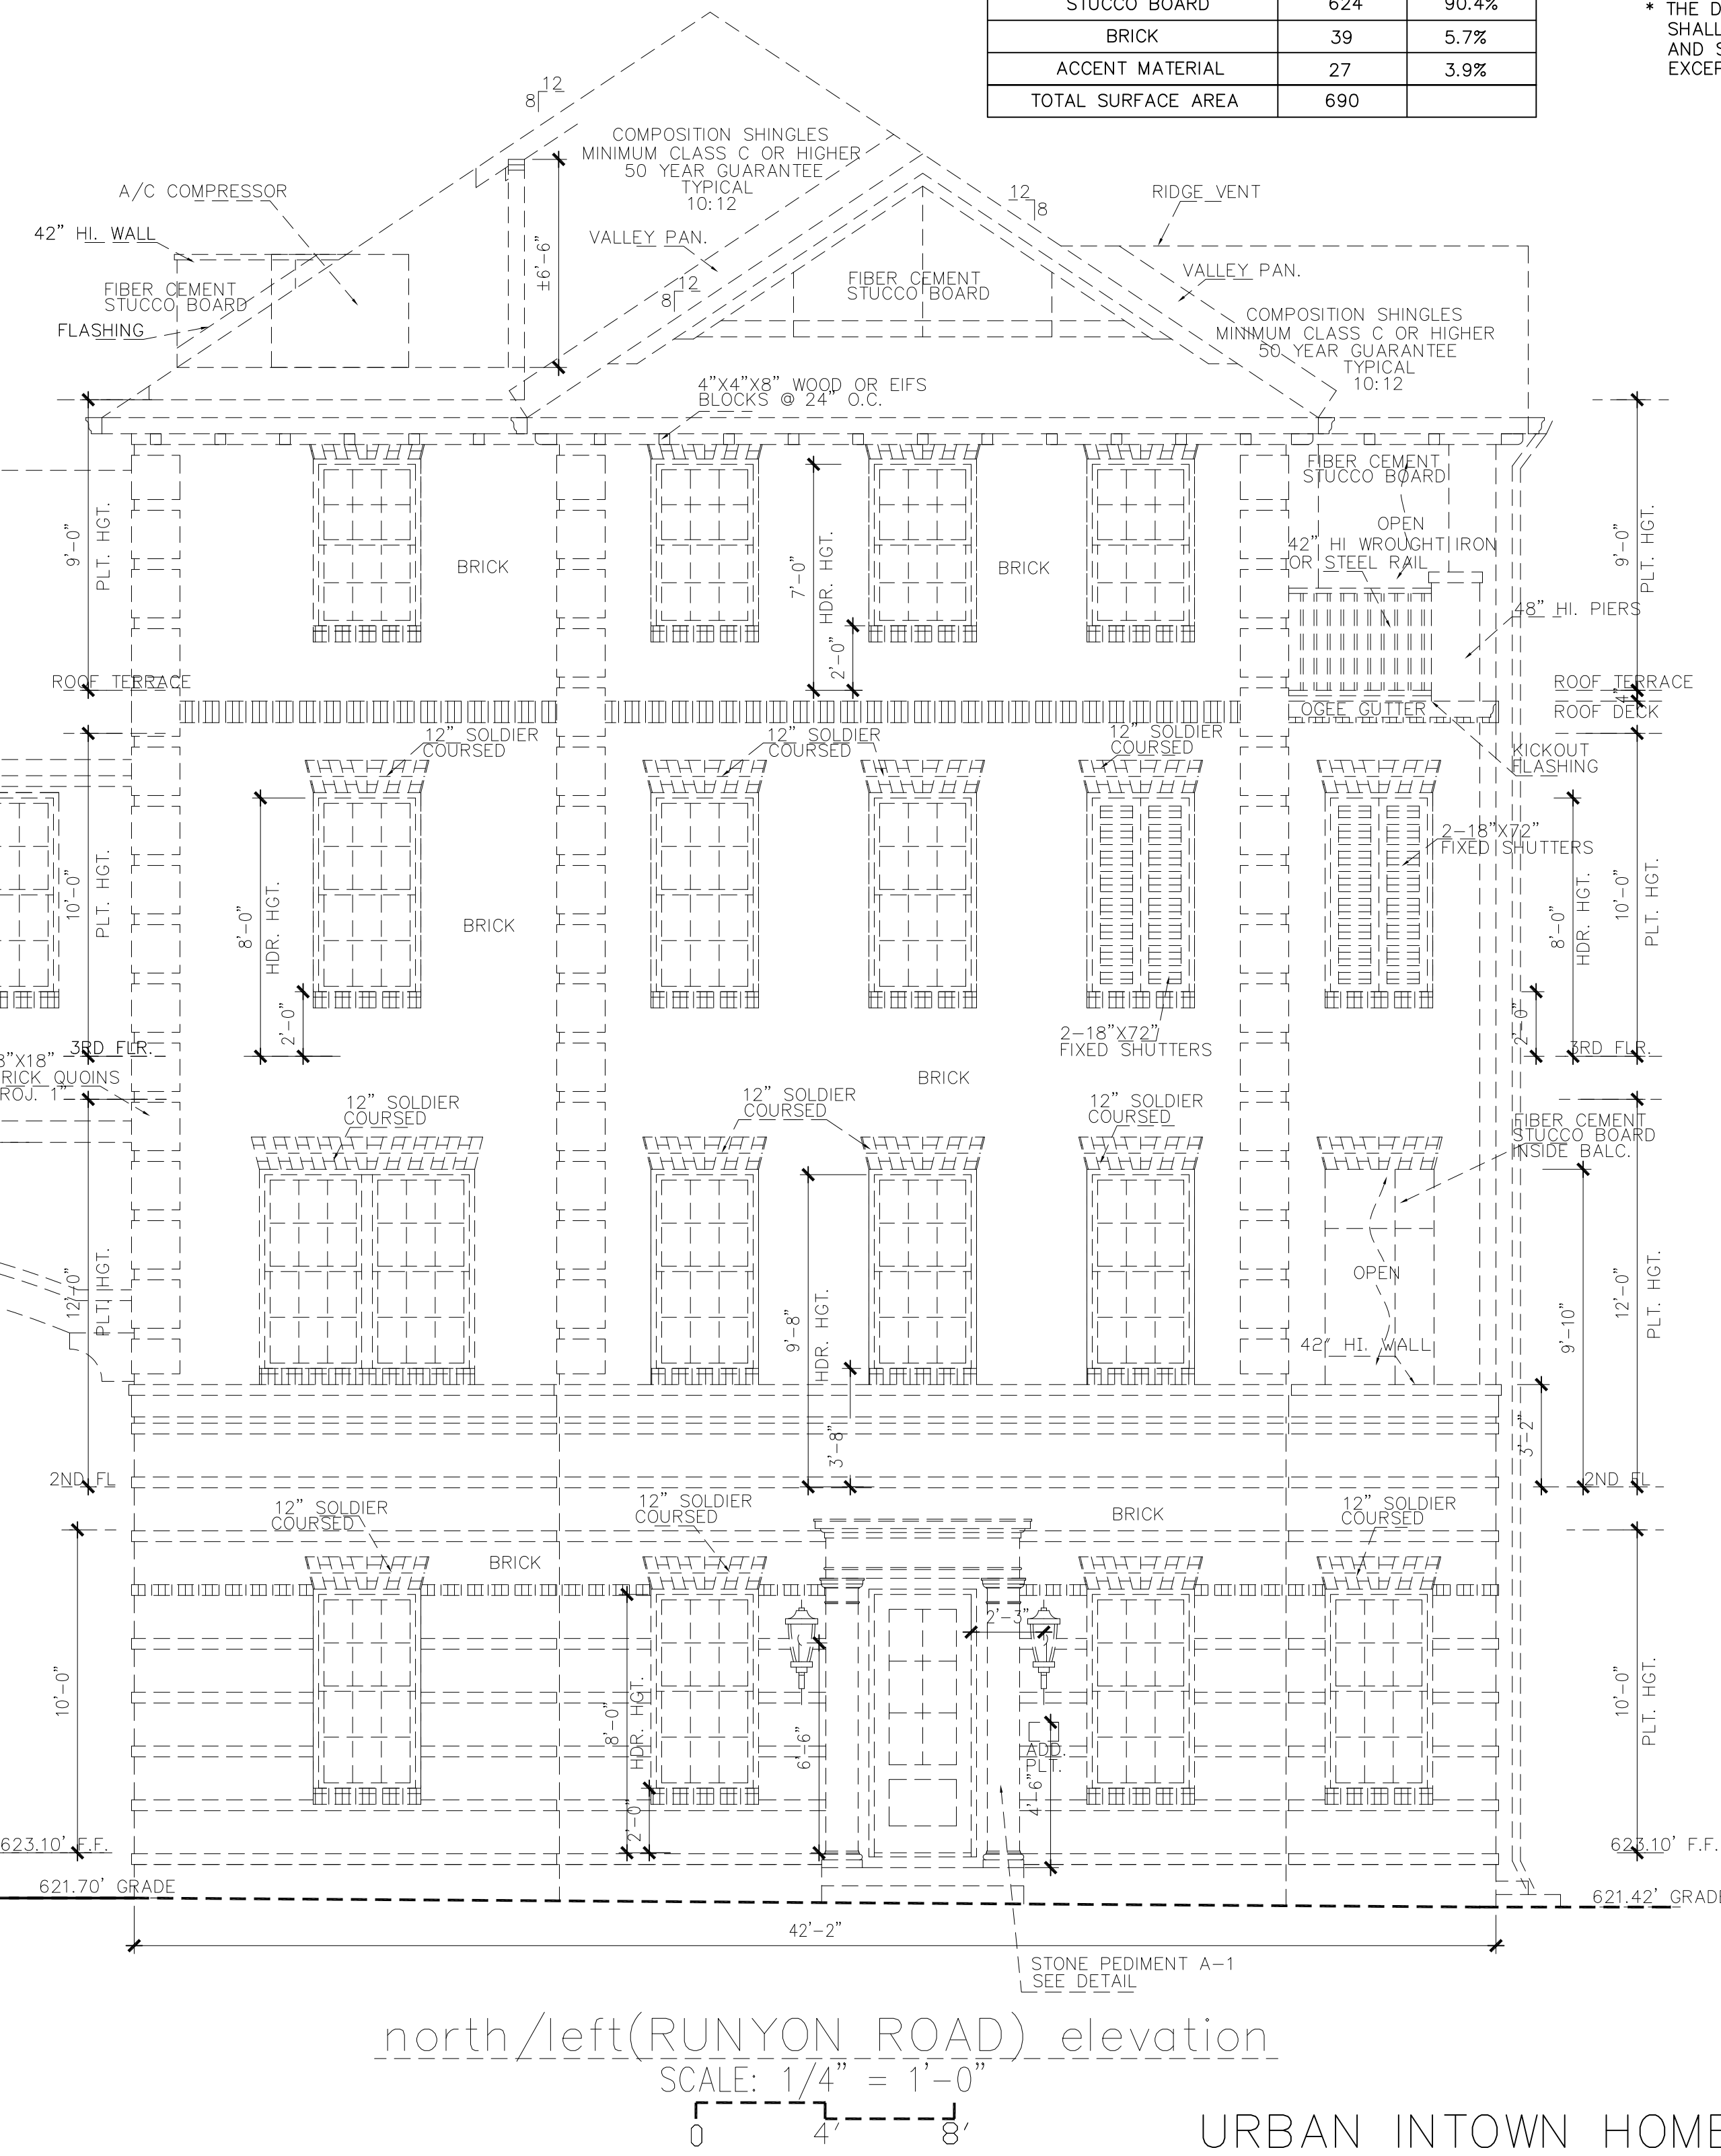 STUCCO BOARD 624 90.4%
BRICK 39 5.7%
ACCENT MATERIAL 27 3.9%
TOTAL SURFACE AREA 690
* THE D
SHALL
AND S
EXCEP
12
8
COMPOSITION SHINGLES
MINIMUM CLASS C OR HIGHER
50 YEAR GUARANTEE
TYPICAL
10:12
A/C COMPRESSOR
42" HI. WALL
FIBER CEMENT
STUCCO BOARD
FLASHING
±6'-6"
VALLEY PAN.
12
8
FIBER CEMENT
STUCCO BOARD
12
8
RIDGE VENT
VALLEY PAN.
COMPOSITION SHINGLES
MINIMUM CLASS C OR HIGHER
50 YEAR GUARANTEE
TYPICAL
10:12
4"X4"X8" WOOD OR EIFS
BLOCKS @ 24" O.C.
9'-0"
PLT. HGT.
BRICK
7'-0"
HDR. HGT.
2'-0"
BRICK
FIBER CEMENT
STUCCO BOARD
OPEN
42" HI WROUGHT IRON
OR STEEL RAIL
48" HI. PIERS
9'-0"
PLT. HGT.
ROOF TERRACE
ROOF TERRACE
4"
ROOF DECK
OGEE GUTTER
KICKOUT
FLASHING
12" SOLDIER
COURSED
12" SOLDIER
COURSED
12" SOLDIER
COURSED
10'-0"
PLT. HGT.
8'-0"
HDR. HGT.
2'-0"
BRICK
2-18"X72"
FIXED SHUTTERS
2-18"X72"
FIXED SHUTTERS
8'-0"
HDR. HGT.
2'-0"
10'-0"
PLT. HGT.
3RD FLR.
3RD FLR.
8"X18"
RICK QUOINS
ROJ. 1"
BRICK
12" SOLDIER
COURSED
12" SOLDIER
COURSED
12" SOLDIER
COURSED
FIBER CEMENT
STUCCO BOARD
INSIDE BALC.
12'-0"
PLT. HGT.
9'-8"
HDR. HGT.
3'-8"
OPEN
42" HI. WALL
9'-10"
3'-2"
12'-0"
PLT. HGT.
2ND FL
2ND FL
12" SOLDIER
COURSED
12" SOLDIER
COURSED
BRICK
12" SOLDIER
COURSED
BRICK
10'-0"
8'-0"
HDR. HGT.
2'-0"
6'-6"
2'-3"
ADD.
PLT.
4'-6"
10'-0"
PLT. HGT.
623.10' F.F.
623.10' F.F.
621.70' GRADE
621.42' GRADE
42'-2"
STONE PEDIMENT A-1
SEE DETAIL
north/left(RUNYON ROAD) elevation
SCALE: 1/4" = 1'-0"
0 4' 8'
URBAN INTOWN HOME